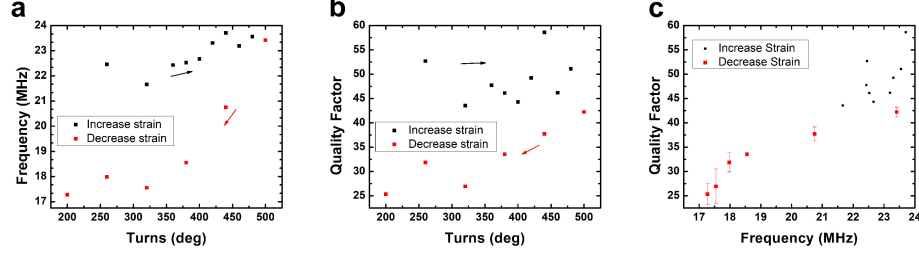 a
Frequency (MHz)
24
23
22
21
20
19
18
17
200 250 300 350 400 450 500
Turns (deg)
Increase strain
Decrease strain
b
Quality Factor
60
55
50
45
40
35
30
25
200 250 300 350 400 450 500
Turns (deg)
Increase strain
Decrease strain
c
Quality Factor
60
55
50
45
40
35
30
25
17 18 19 20 21 22 23 24
Frequency (MHz)
Increase Strain
Decrease Strain